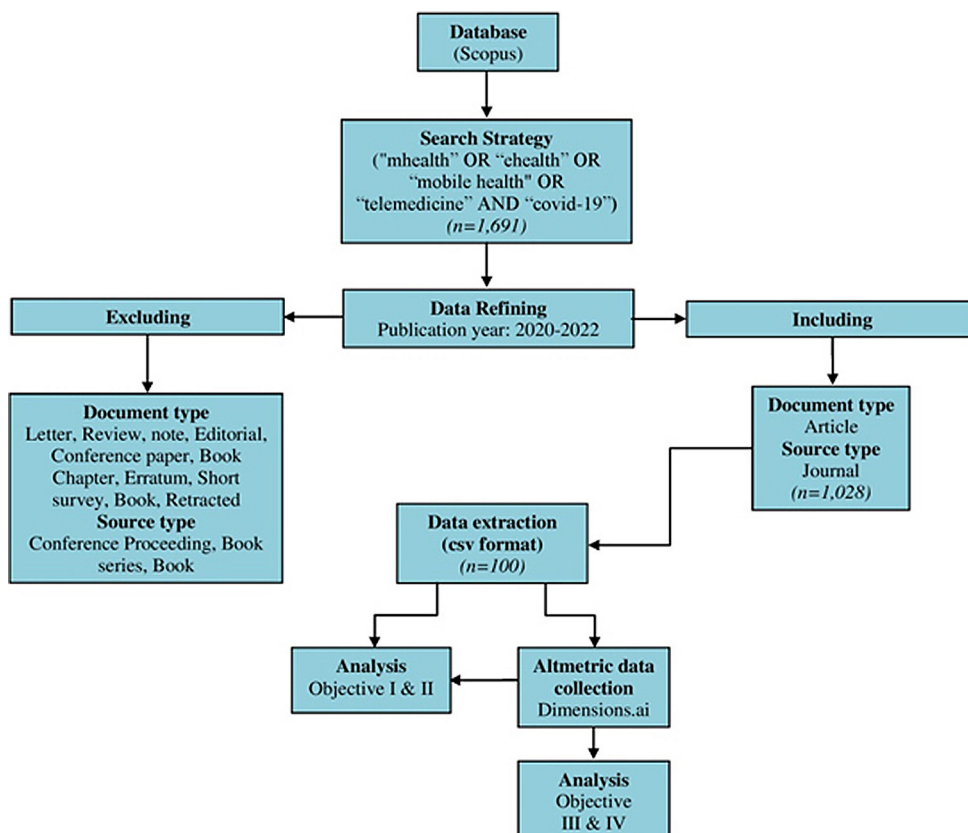 Database
(Scopus)
Search Strategy
("mhealth” OR “ehealth” OR
“mobile health" OR
“telemedicine” AND “covid-19”)
(n=1,691)
Excluding
Data Refining
Publication year: 2020-2022
Including
Document type
Letter, Review, note, Editorial,
Conference paper, Book
Chapter, Erratum, Short
survey, Book, Retracted
Source type
Conference Proceeding, Book
series, Book
Document type
Article
Source type
Journal
(n=1,028)
Data extraction
(csv format)
(n=100)
Analysis
Objective I & II
Altmetric data
collection
Dimensions.ai
Analysis
Objective
III & IV